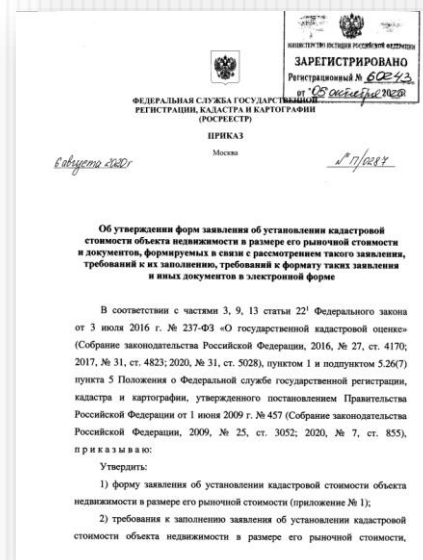 МИНИСТЕРСТВО ЮСТИЦИИ РОССИЙСКОЙ ФЕДЕРАЦИИ
ЗАРЕГИСТРИРОВАНО
Регистрационный № 60243
от "05 октября 2020
ФЕДЕРАЛЬНАЯ СЛУЖБА ГОСУДАРСТВЕННОЙ
РЕГИСТРАЦИИ, КАДАСТРА И КАРТОГРАФИИ
(РОСРЕЕСТР)
ПРИКАЗ
Москва
6 августа 2020г
№ П/0287
Об утверждении форм заявления об установлении кадастровой
стоимости объекта недвижимости в размере его рыночной стоимости
и документов, формируемых в связи с рассмотрением такого заявления,
требований к их заполнению, требований к формату таких заявления
и иных документов в электронной форме
В соответствии с частями 3, 9, 13 статьи 22¹ Федерального закона
от 3 июля 2016 г. № 237-ФЗ «О государственной кадастровой оценке»
(Собрание законодательства Российской Федерации, 2016, № 27, ст. 4170;
2017, № 31, ст. 4823; 2020, № 31, ст. 5028), пунктом 1 и подпунктом 5.26(7)
пункта 5 Положения о Федеральной службе государственной регистрации,
кадастра и картографии, утвержденного постановлением Правительства
Российской Федерации от 1 июня 2009 г. № 457 (Собрание законодательства
Российской Федерации, 2009, № 25, ст. 3052; 2020, № 7, ст. 855),
приказываю:
Утвердить:
1) форму заявления об установлении кадастровой стоимости объекта
недвижимости в размере его рыночной стоимости (приложение № 1);
2) требования к заполнению заявления об установлении кадастровой
стоимости объекта недвижимости в размере его рыночной стоимости,